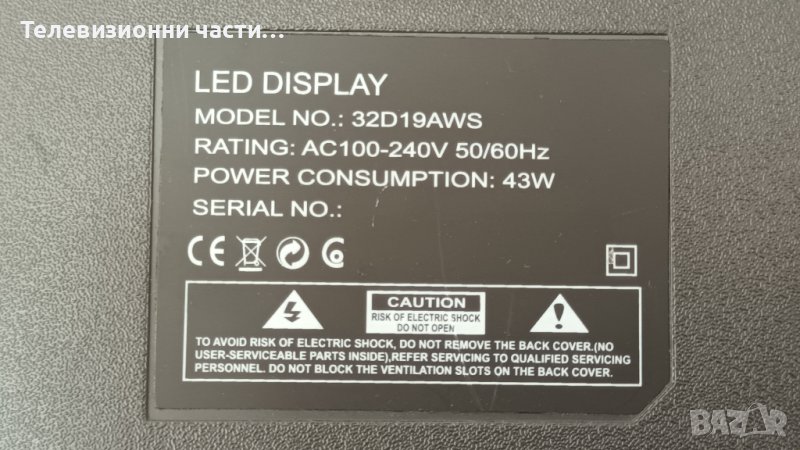 Телевизионни части...
LED DISPLAY
MODEL NO.: 32D19AWS
RATING: AC100-240V 50/60Hz
POWER CONSUMPTION: 43W
SERIAL NO.:
CE
CAUTION
RISK OF ELECTRIC SHOCK
DO NOT OPEN
TO AVOID RISK OF ELECTRIC SHOCK, DO NOT REMOVE THE BACK COVER.(NO
USER-SERVICEABLE PARTS INSIDE),REFER SERVICING TO QUALIFIED SERVICING
PERSONNEL. DO NOT BLOCK THE VENTILATION SLOTS ON THE BACK COVER.
BAZAR